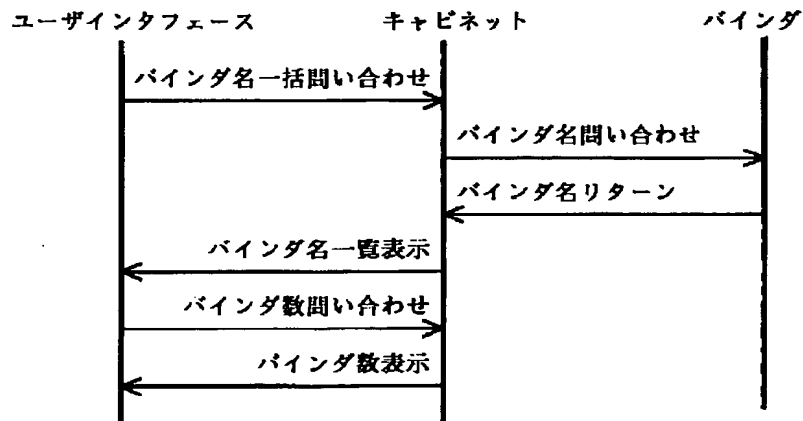 ユーザインタフェース
キャビネット
バインダ
バインダ名一括問い合わせ
バインダ名問い合わせ
バインダ名リターン
バインダ名一覧表示
バインダ数問い合わせ
バインダ数表示